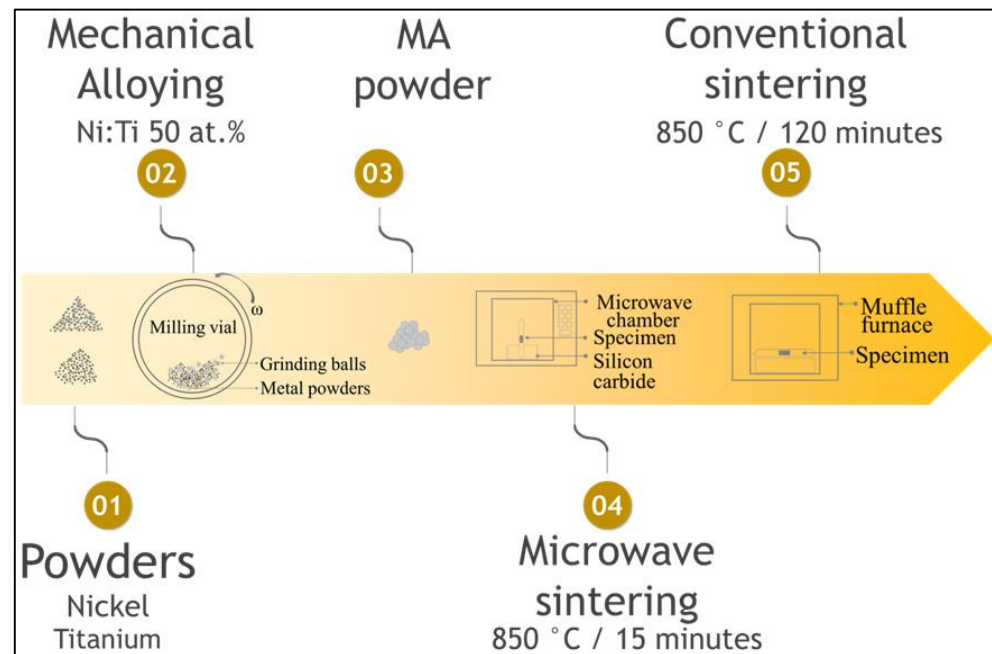 Mechanical
Alloying
Ni:Ti 50 at.%
02
MA
powder
03
Conventional
sintering
850 °C / 120 minutes
05
Milling vial
ω
Grinding balls
Metal powders
Microwave
chamber
Specimen
Silicon
carbide
Muffle
furnace
Specimen
01
Powders
Nickel
Titanium
04
Microwave
sintering
850 °C / 15 minutes